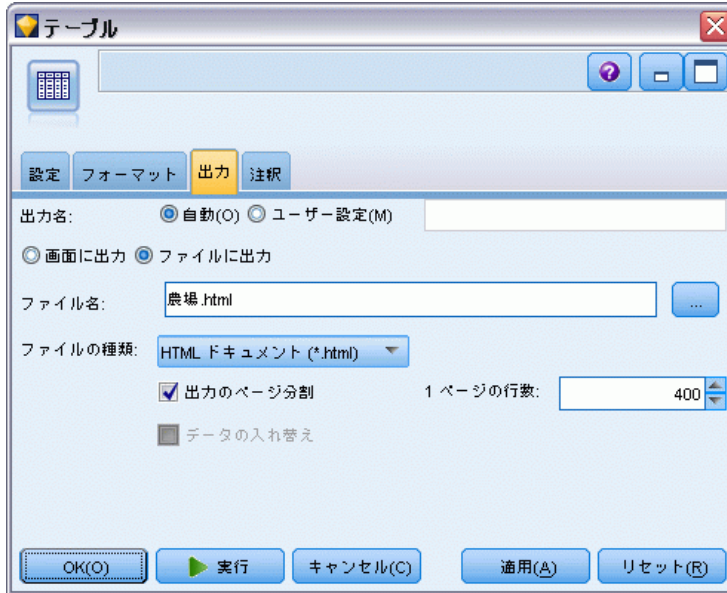 テーブル
?
設定 フォーマット 出力 注釈
出力名: 自動(O) ユーザー設定(M)
画面に出力 ファイルに出力
ファイル名: 農場.html ...
ファイルの種類: HTML ドキュメント (*.html)
出力のページ分割 1 ページの行数: 400
データの入れ替え
OK(O) 実行 キャンセル(C) 適用(A) リセット(R)